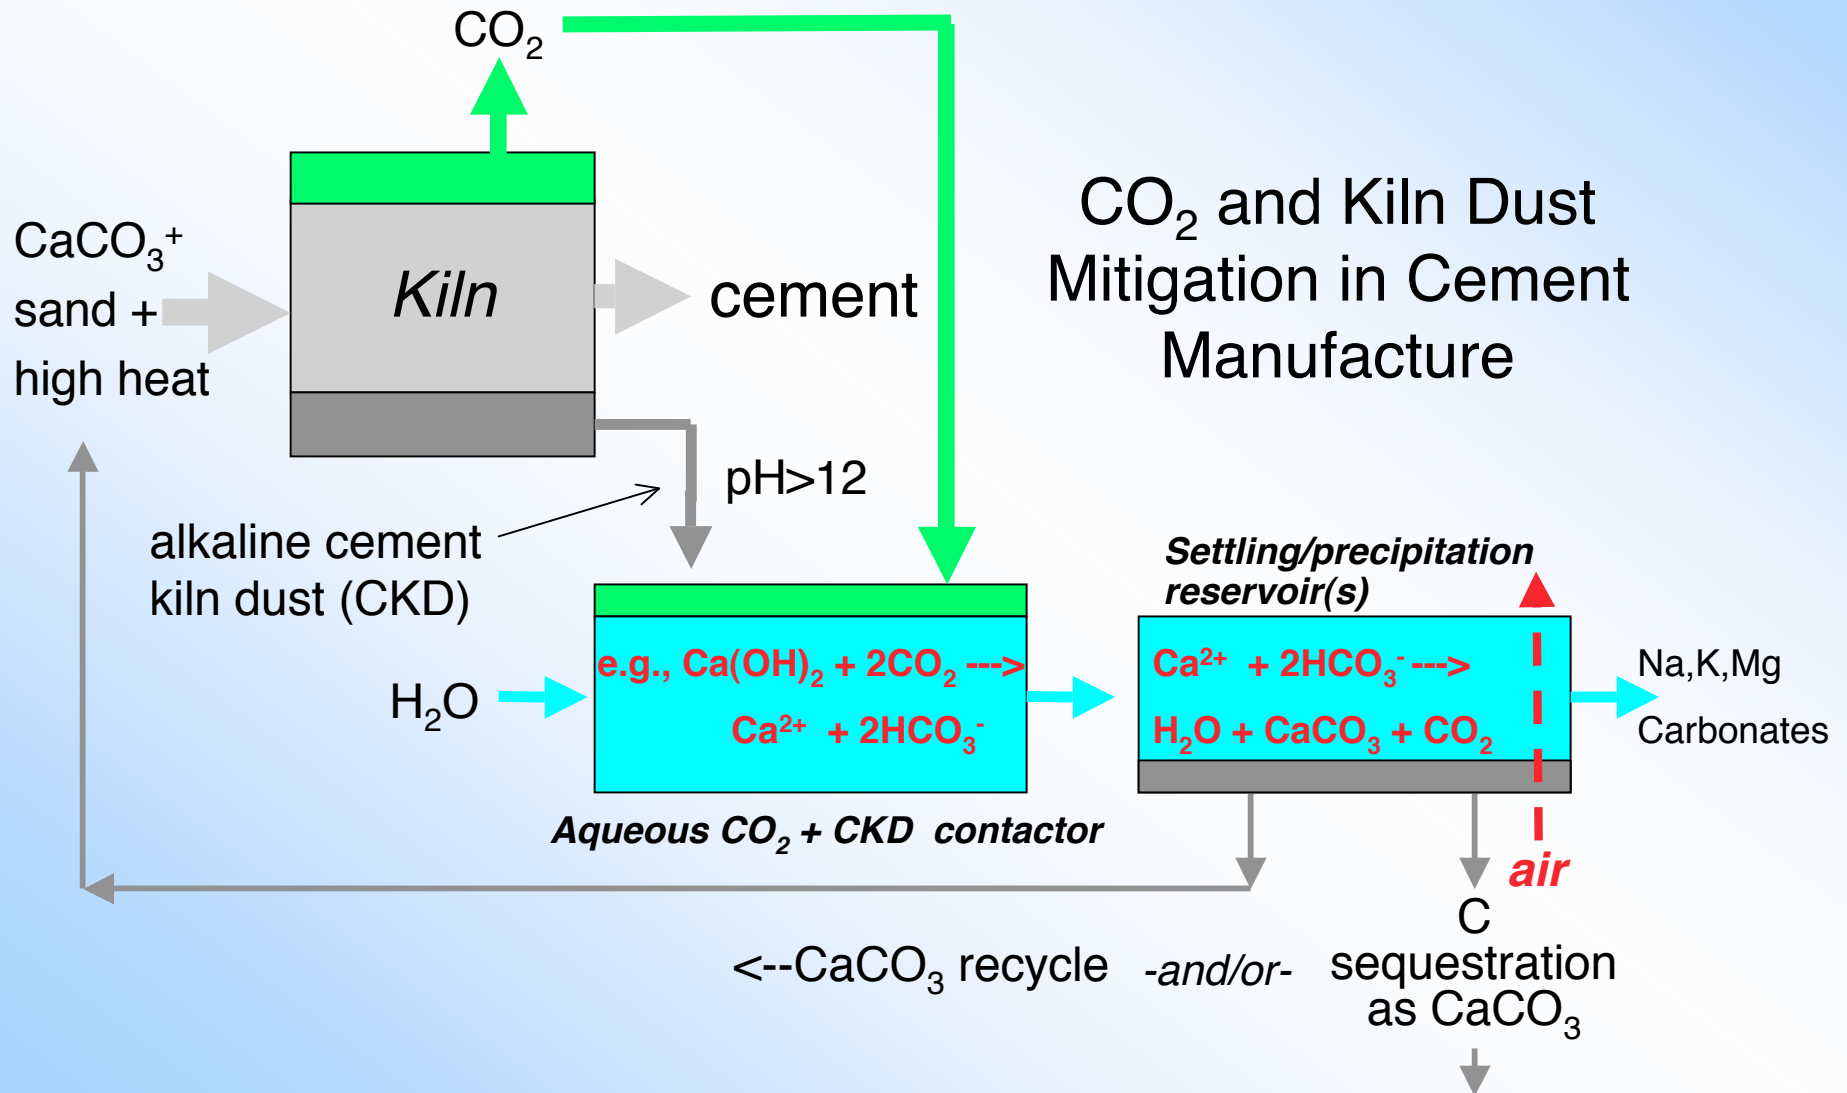 CO₂
CO₂ and Kiln Dust
Mitigation in Cement
Manufacture
CaCO₃⁺
sand +
high heat
Kiln
cement
pH>12
alkaline cement
kiln dust (CKD)
Settling/precipitation
reservoir(s)
H₂O
e.g., Ca(OH)₂ + 2CO₂ --->
Ca²⁺ + 2HCO₃⁻
Ca²⁺ + 2HCO₃⁻ --->
H₂O + CaCO₃ + CO₂
Na,K,Mg
Carbonates
Aqueous CO₂ + CKD contactor
air
<--CaCO₃ recycle
-and/or-
C
sequestration
as CaCO₃